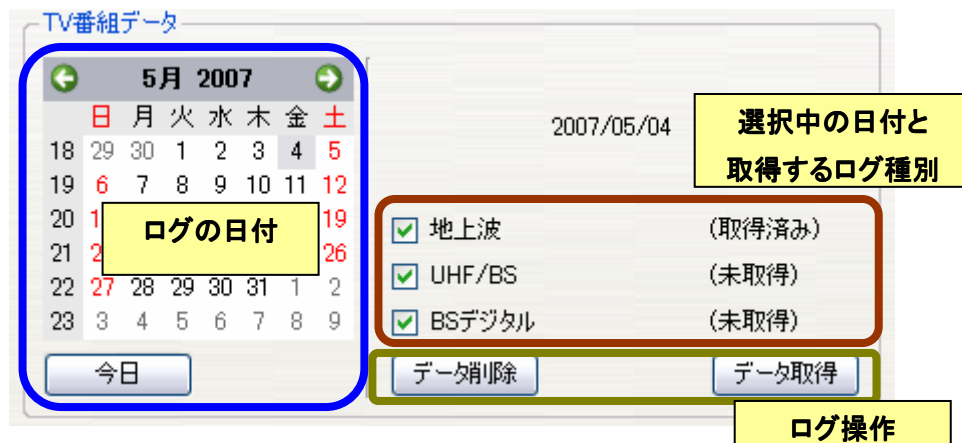 TV番組データ
5月 2007
日 月 火 水 木 金 土
18 29 30 1 2 3 4 5
19 6 7 8 9 10 11 12
20 1 19
21 2 26
22 27 28 29 30 31 1 2
23 3 4 5 6 7 8 9
今日
ログの日付
2007/05/04
選択中の日付と
取得するログ種別
地上波 (取得済み)
UHF/BS (未取得)
BSデジタル (未取得)
データ削除 データ取得
ログ操作